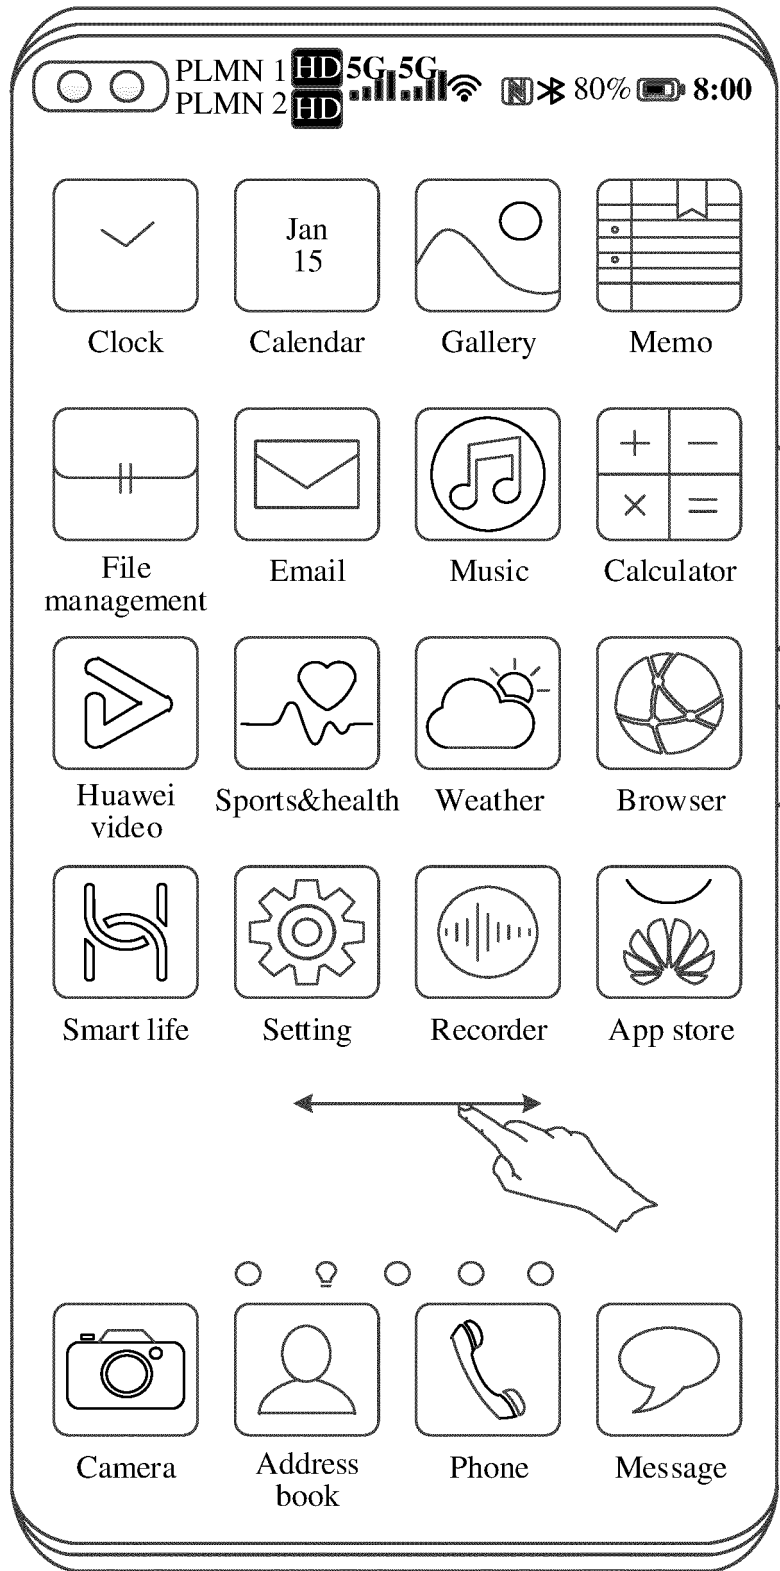 PLMN 1 HD 5G 5G 80% 8:00
PLMN 2 HD
Jan
15
Clock Calendar Gallery Memo
File
management
Email Music Calculator
Huawei
video
Sports&health Weather Browser
Smart life Setting Recorder App store
Camera
Address
book
Phone Message